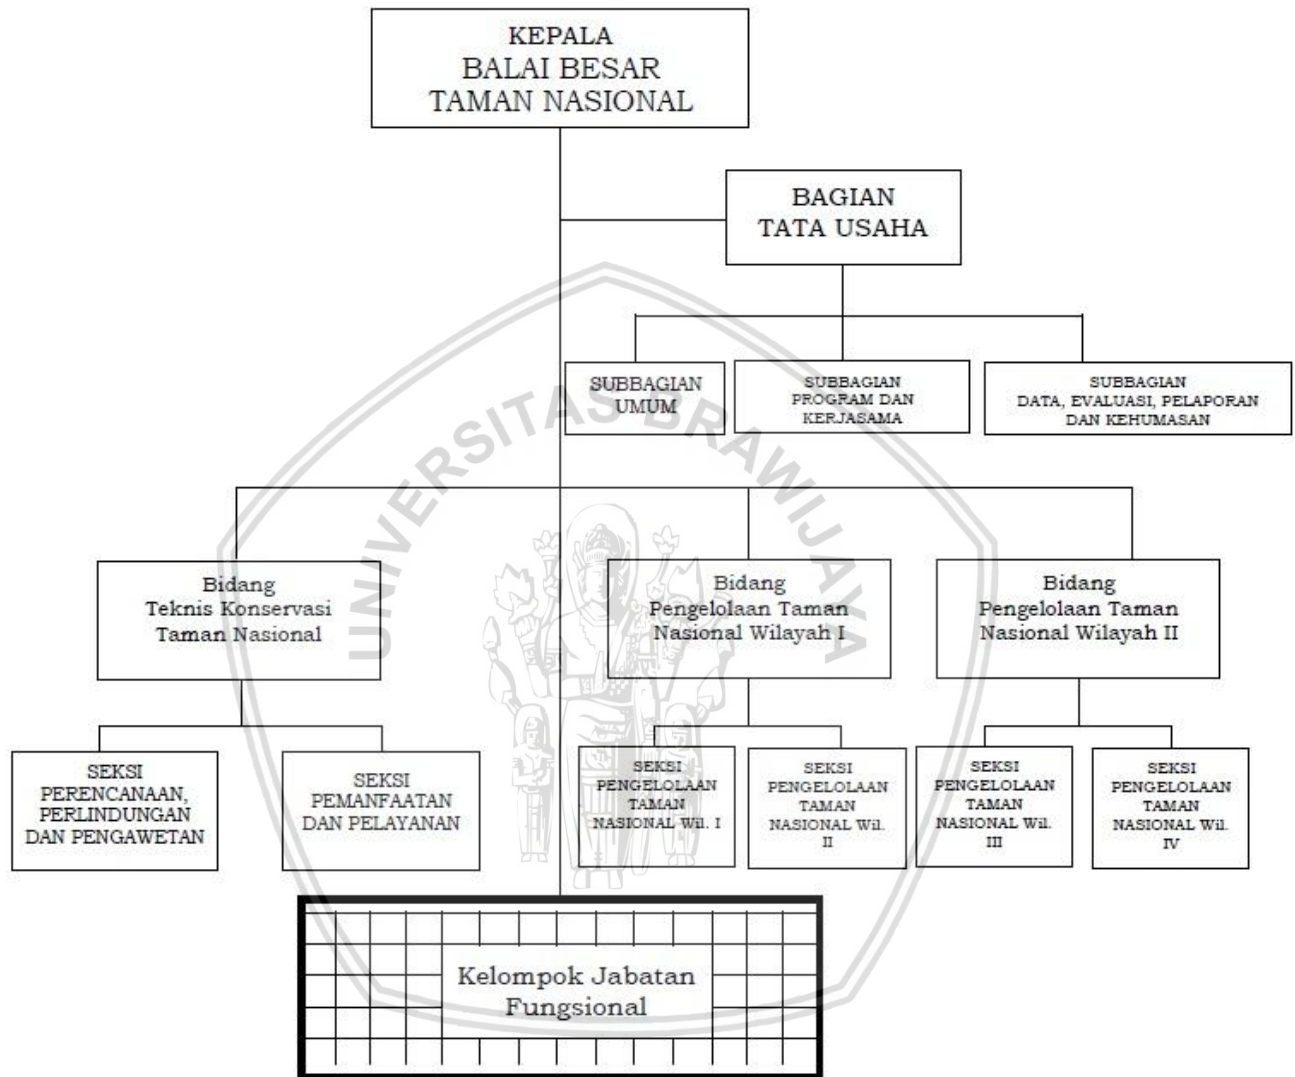 KEPALA
BALAI BESAR
TAMAN NASIONAL
BAGIAN
TATA USAHA
SUBBAGIAN
UMUM
SUBBAGIAN
PROGRAM DAN
KERJASAMA
SUBBAGIAN
DATA, EVALUASI, PELAPORAN
DAN KEHUMASAN
UNIVERSITAS BRAWIJAYA
Bidang
Teknis Konservasi
Taman Nasional
Bidang
Pengelolaan Taman
Nasional Wilayah I
Bidang
Pengelolaan Taman
Nasional Wilayah II
SEKSI
PERENCANAAN,
PERLINDUNGAN
DAN PENGAWETAN
SEKSI
PEMANFAATAN
DAN PELAYANAN
SEKSI
PENGELOLAAN
TAMAN
NASIONAL Wil. I
SEKSI
PENGELOLAAN
TAMAN
NASIONAL Wil.
II
SEKSI
PENGELOLAAN
TAMAN
NASIONAL Wil.
III
SEKSI
PENGELOLAAN
TAMAN
NASIONAL Wil.
IV
Kelompok Jabatan
Fungsional